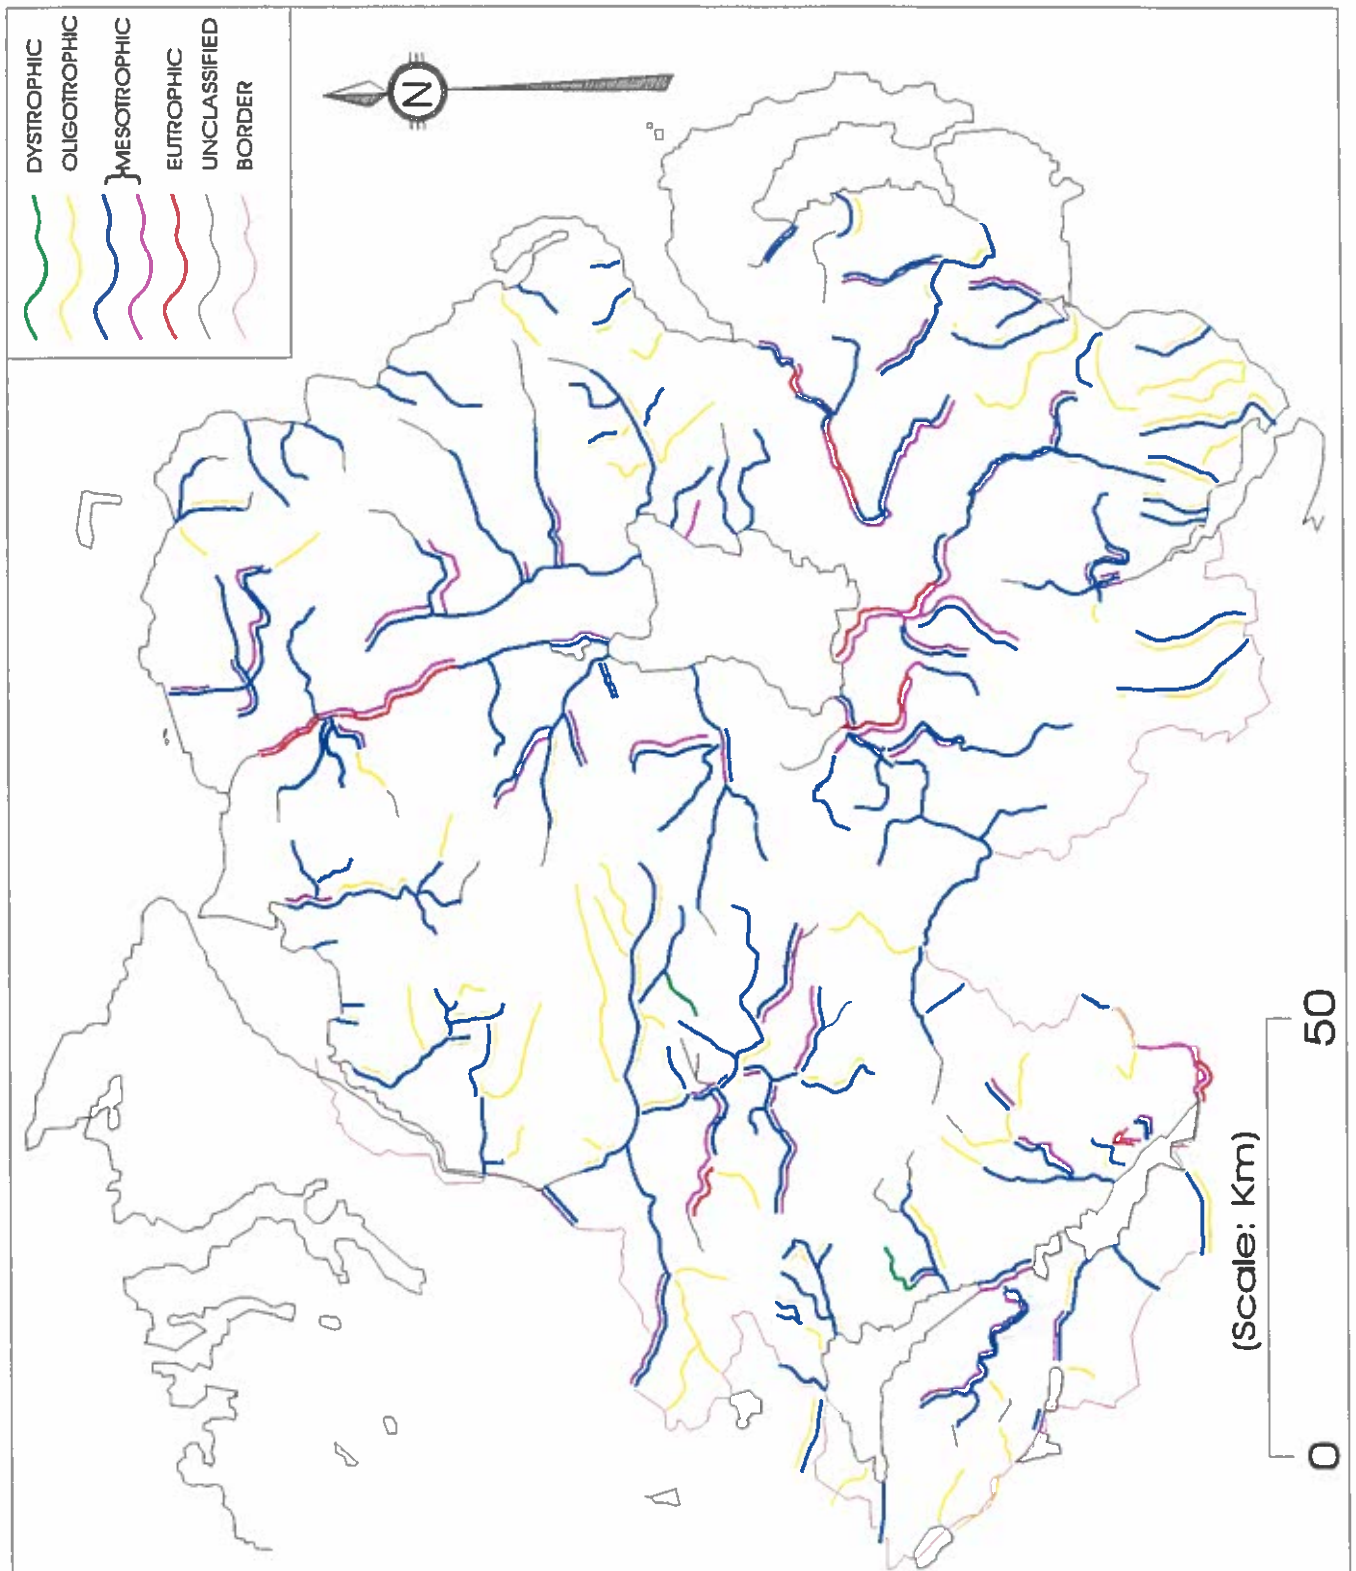 DYSTROPHIC
OLIGOTROPHIC
}MESOTROPHIC
EUTROPHIC
UNCLASSIFIED
BORDER
N
0 50
(Scale: Km)